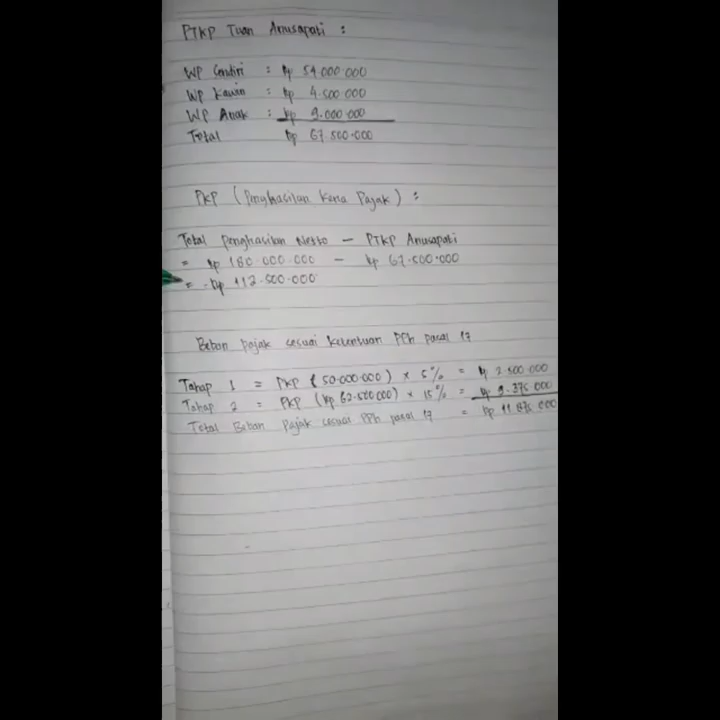 PTKP Tuan Anusapati :
WP Sendiri : Rp 54.000.000
WP Kawin : Rp 4.500.000
WP Anak : Rp 9.000.000
Total Rp 67.500.000
PKP (Penghasilan Kena Pajak) :
Total penghasilan Netto - PTKP Anusapati
= Rp 180.000.000 - Rp 67.500.000
= Rp 112.500.000
Beban pajak sesuai ketentuan PPh pasal 17
Tahap 1 = PKP (50.000.000) x 5% = Rp 2.500.000
Tahap 2 = PKP (Rp 62.500.000) x 15% = Rp 9.375.000
Total Beban Pajak sesuai PPh pasal 17 = Rp 11.875.000